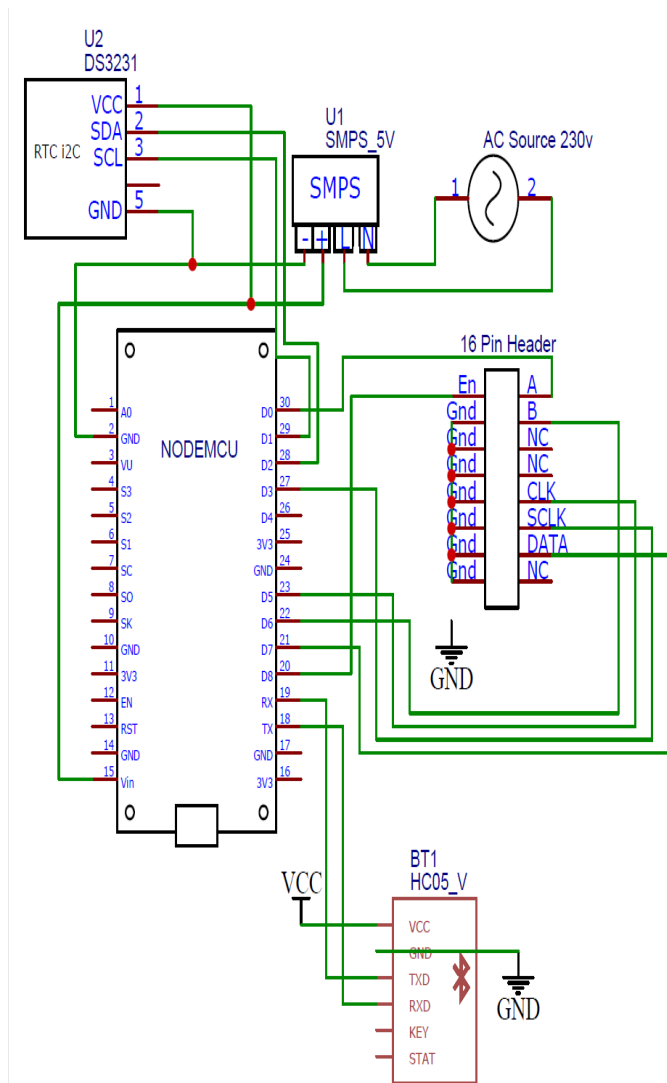 U2
DS3231
RTC i2C
VCC 1
SDA 2
SCL 3
GND 5
U1
SMPS_5V
SMPS
- + L N
AC Source 230v
1 2
NODEMCU
1 A0
2 GND
3 VU
4 S3
5 S2
6 S1
7 SC
8 SO
9 SK
10 GND
11 3V3
12 EN
13 RST
14 GND
15 Vin
D0 30
D1 29
D2 28
D3 27
D4 26
3V3 25
GND 24
D5 23
D6 22
D7 21
D8 20
RX 19
TX 18
GND 17
3V3 16
16 Pin Header
En A
Gnd B
Gnd NC
Gnd NC
Gnd CLK
Gnd SCLK
Gnd DATA
Gnd NC
GND
BT1
HC05_V
VCC
VCC
GND
TXD
RXD
KEY
STAT
GND